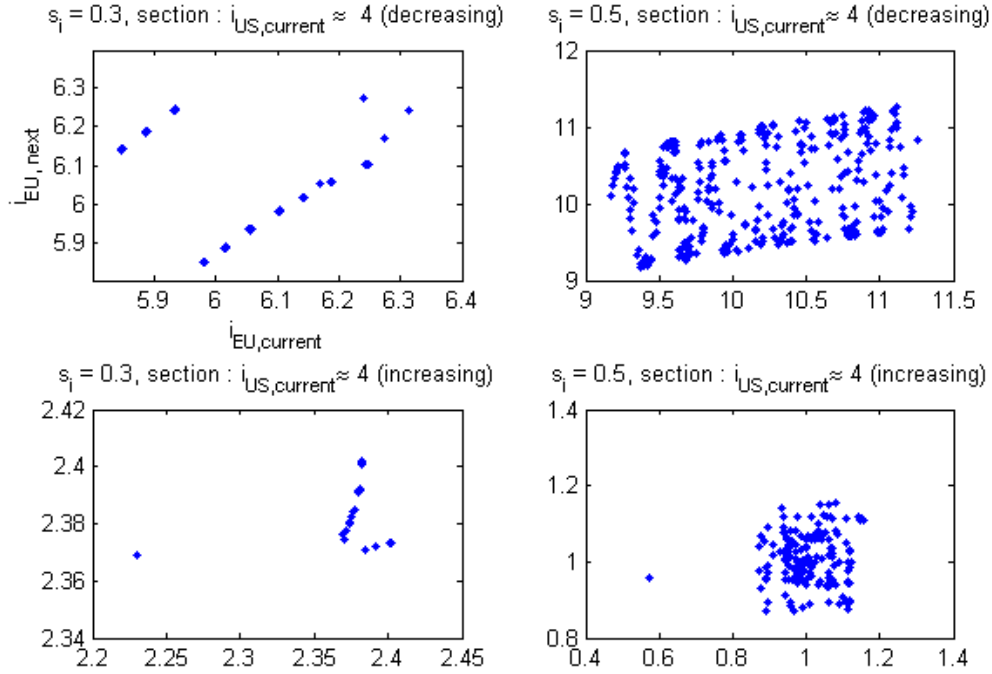 s_i = 0.3, section : i_US,current ≈ 4 (decreasing)
s_i = 0.5, section : i_US,current ≈ 4 (decreasing)
i_EU,next
6.3
6.2
6.1
6
5.9
5.9 6 6.1 6.2 6.3 6.4
i_EU,current
12
11
10
9
9 9.5 10 10.5 11 11.5
s_i = 0.3, section : i_US,current ≈ 4 (increasing)
s_i = 0.5, section : i_US,current ≈ 4 (increasing)
2.42
2.4
2.38
2.36
2.34
2.2 2.25 2.3 2.35 2.4 2.45
1.4
1.2
1
0.8
0.4 0.6 0.8 1 1.2 1.4